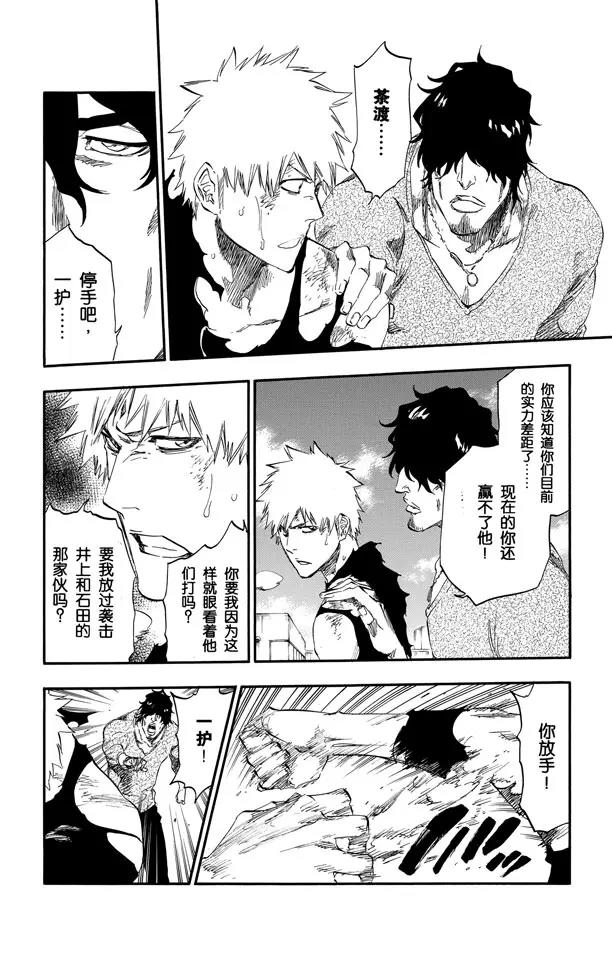 茶渡……
停手吧，
一护……
你应该知道你们目前
的实力差距了……
现在的你还
赢不了他！
你要我因为这
样就眼看着他
们打吗？
要我放过袭击
井上和石田的
那家伙吗？
你放手！
一护！